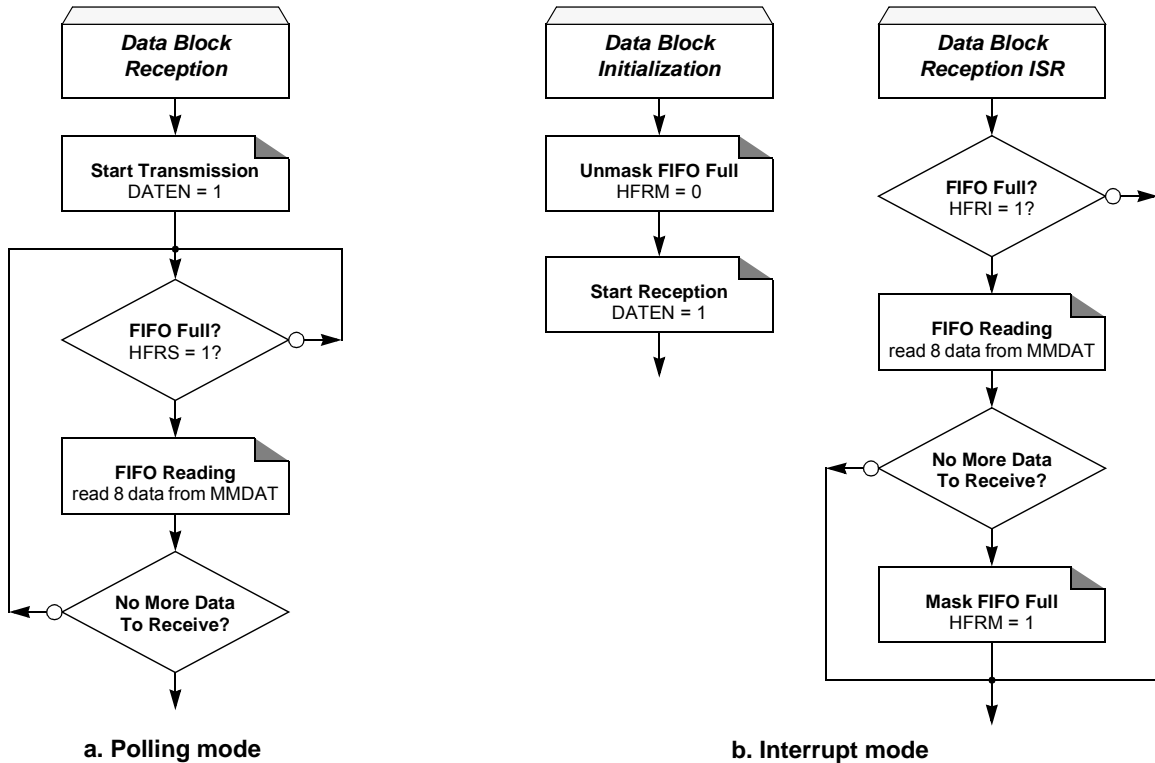 Data Block
Reception
Start Transmission
DATEN = 1
FIFO Full?
HFRS = 1?
FIFO Reading
read 8 data from MMDAT
No More Data
To Receive?
a. Polling mode
Data Block
Initialization
Unmask FIFO Full
HFRM = 0
Start Reception
DATEN = 1
Data Block
Reception ISR
FIFO Full?
HFRI = 1?
FIFO Reading
read 8 data from MMDAT
No More Data
To Receive?
Mask FIFO Full
HFRM = 1
b. Interrupt mode